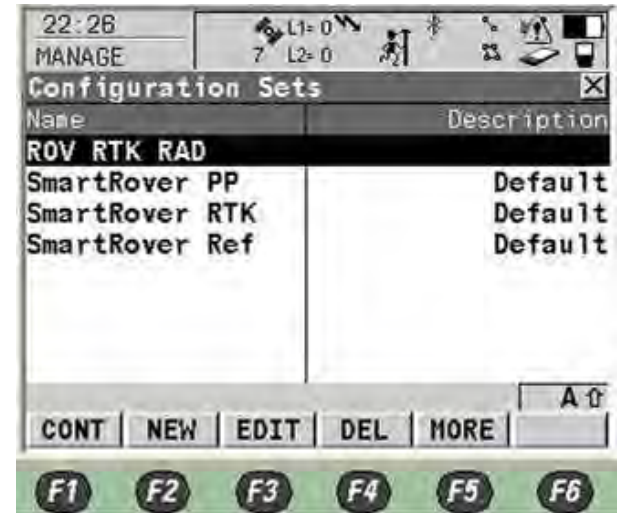 22:26 L1= 0
MANAGE 7 L2= 0
Configuration Sets
Name Description
ROV RTK RAD
SmartRover PP Default
SmartRover RTK Default
SmartRover Ref Default
A
CONT NEW EDIT DEL MORE
F1 F2 F3 F4 F5 F6